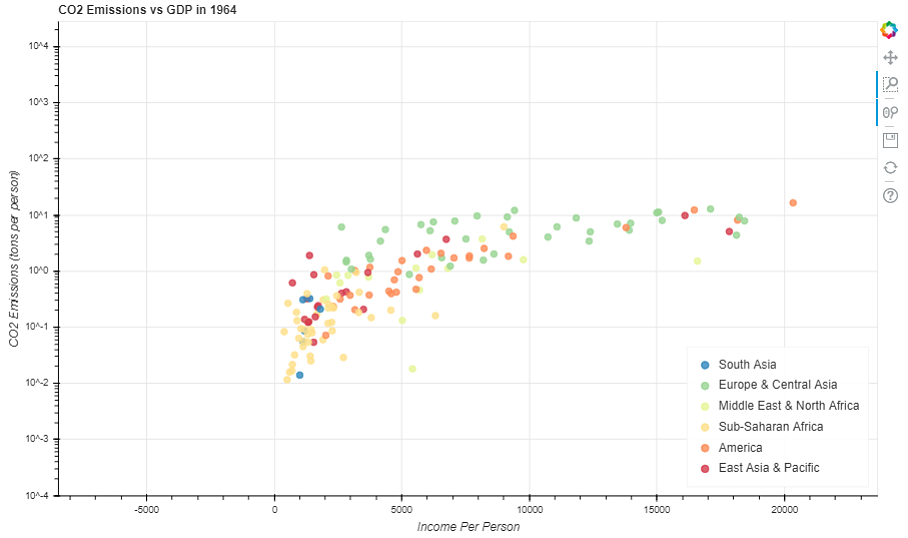 CO2 Emissions vs GDP in 1964
10^4
10^3
10^2
10^1
10^0
10^-1
10^-2
10^-3
10^-4
CO2 Emissions (tons per person)
-5000
0
5000
10000
15000
20000
Income Per Person
South Asia
Europe & Central Asia
Middle East & North Africa
Sub-Saharan Africa
America
East Asia & Pacific